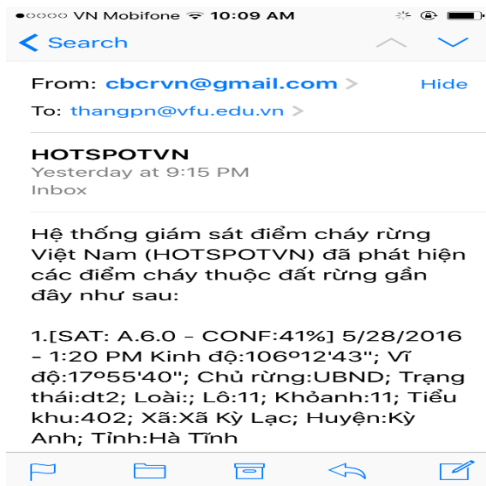 VN Mobifone 10:09 AM
Search
From: cbcrvn@gmail.com Hide
To: thangpn@vfu.edu.vn
HOTSPOTVN
Yesterday at 9:15 PM
Inbox
Hệ thống giám sát điểm cháy rừng
Việt Nam (HOTSPOTVN) đã phát hiện
các điểm cháy thuộc đất rừng gần
đây như sau:
1.[SAT: A.6.0 - CONF:41%] 5/28/2016
- 1:20 PM Kinh độ:106º12'43"; Vĩ
độ:17º55'40"; Chủ rừng:UBND; Trạng
thái:dt2; Loài:; Lô:11; Khỏanh:11; Tiểu
khu:402; Xã:Xã Kỳ Lạc; Huyện:Kỳ
Anh; Tỉnh:Hà Tĩnh